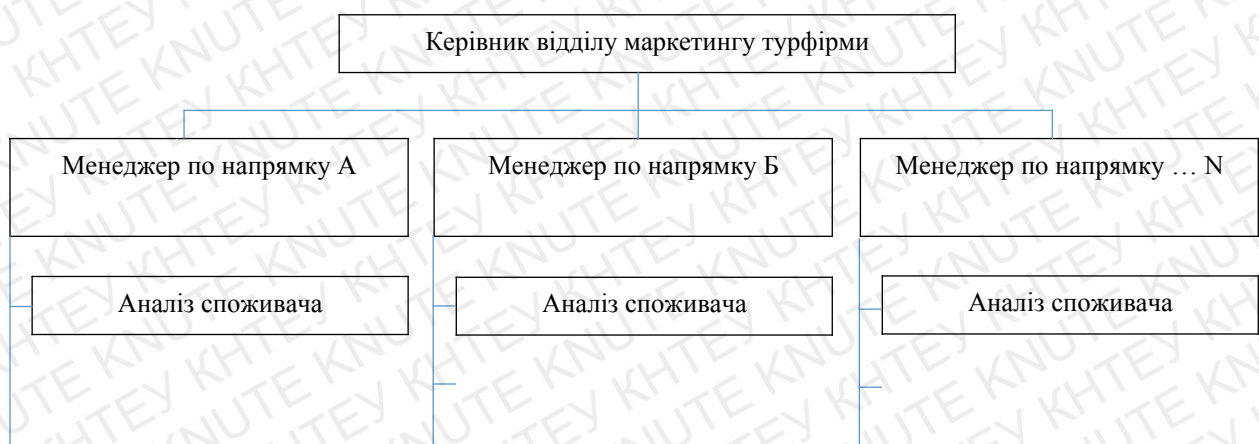 Керівник відділу маркетингу турфірми
Менеджер по напрямку А
Менеджер по напрямку Б
Менеджер по напрямку … N
Аналіз споживача
Аналіз споживача
Аналіз споживача